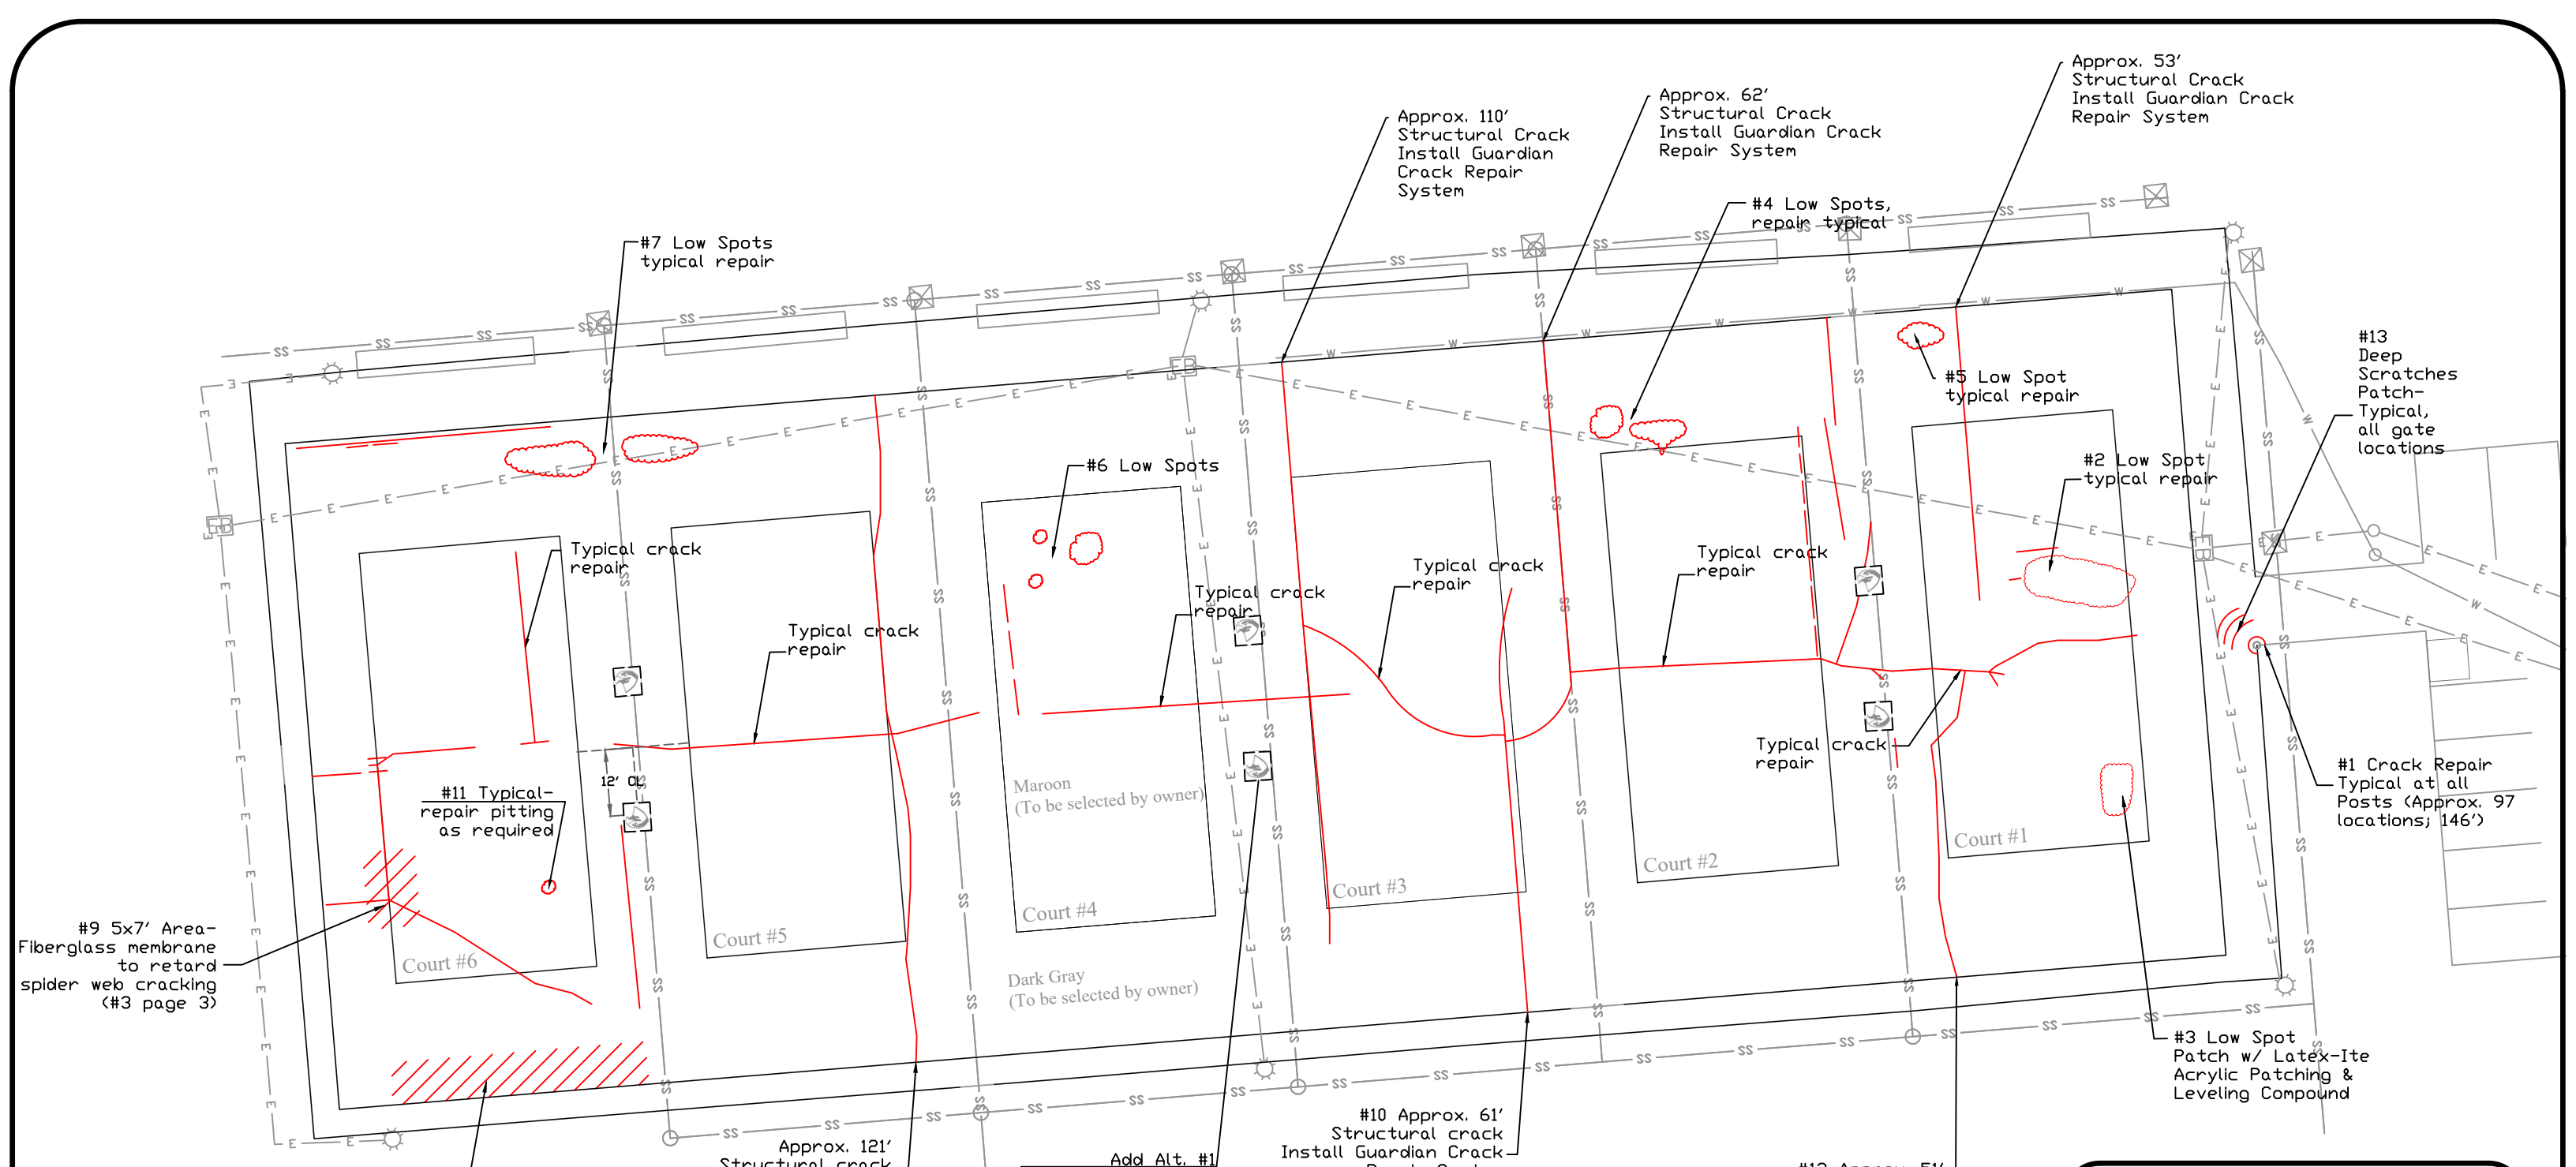 Approx. 53'
Structural Crack
Install Guardian Crack
Repair System
Approx. 62'
Structural Crack
Install Guardian Crack
Repair System
Approx. 110'
Structural Crack
Install Guardian
Crack Repair
System
#4 Low Spots,
repair typical
#7 Low Spots
typical repair
#13
Deep
Scratches
Patch-
Typical,
all gate
locations
#5 Low Spot
typical repair
#2 Low Spot
typical repair
#6 Low Spots
Typical crack
repair
Typical crack
repair
Typical crack
repair
Typical crack
repair
Typical crack
repair
Typical crack
repair
12' CL
#11 Typical-
repair pitting
as required
Maroon
(To be selected by owner)
#1 Crack Repair
Typical at all
Posts (Approx. 97
locations; 146')
Court #1
Court #2
Court #3
Court #4
Court #5
Court #6
Dark Gray
(To be selected by owner)
#9 5x7' Area-
Fiberglass membrane
to retard
spider web cracking
(#3 page 3)
#3 Low Spot
Patch w/ Latex-Ite
Acrylic Patching &
Leveling Compound
#10 Approx. 61'
Structural crack
Install Guardian Crack
Approx. 121'
Structural crack
Add Alt. #1
#12 Approx. 51'